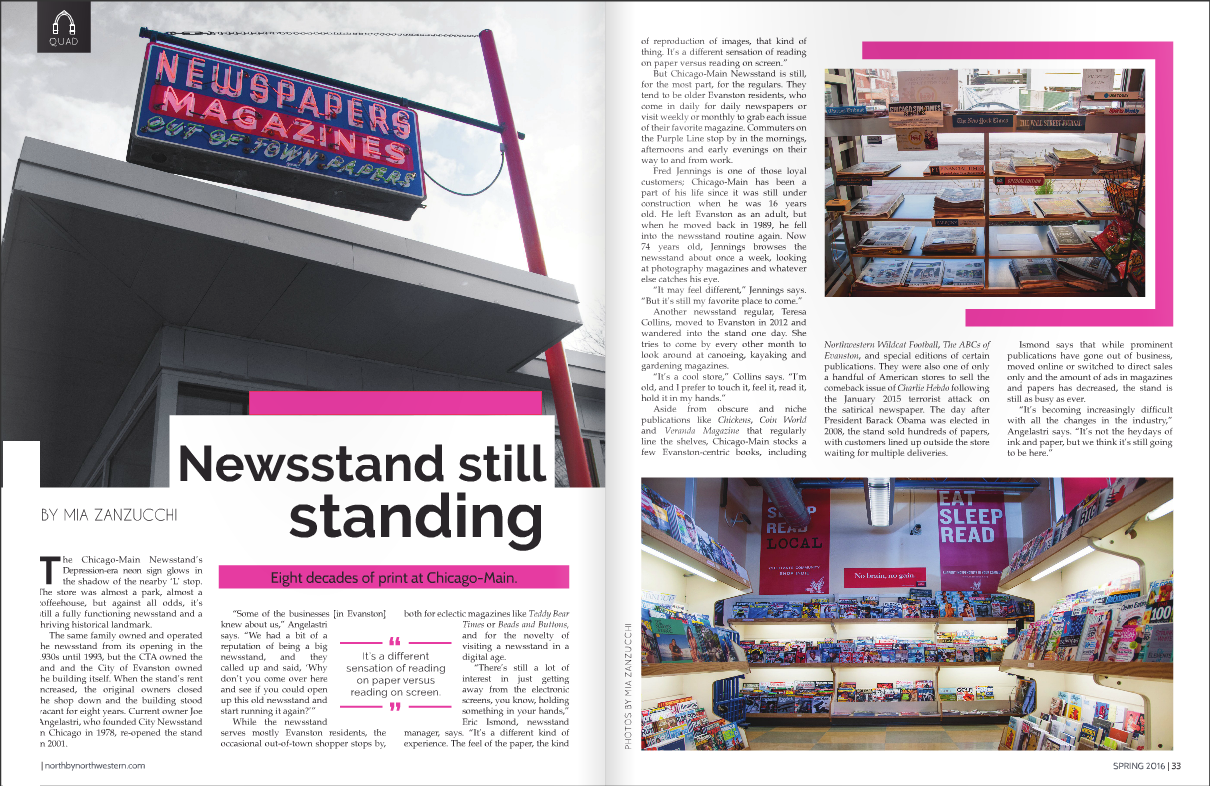 QUAD
NEWSPAPERS
MAGAZINES
OUT OF TOWN PAPERS
Newsstand still
standing
BY MIA ZANZUCCHI
Eight decades of print at Chicago-Main.
The Chicago-Main Newsstand's
Depression-era neon sign glows in
the shadow of the nearby 'L' stop.
The store was almost a park, almost a
coffeehouse, but against all odds, it's
still a fully functioning newsstand and a
thriving historical landmark.
The same family owned and operated
the newsstand from its opening in the
1930s until 1993, but the CTA owned the
land and the City of Evanston owned
the building itself. When the stand's rent
increased, the original owners closed
the shop down and the building stood
vacant for eight years. Current owner Joe
Angelastri, who founded City Newsstand
in Chicago in 1978, re-opened the stand
in 2001.
"Some of the businesses [in Evanston]
knew about us," Angelastri
says. "We had a bit of a
reputation of being a big
newsstand, and they
called up and said, 'Why
don't you come over here
and see if you could open
up this old newsstand and
start running it again?'"
While the newsstand
serves mostly Evanston residents, the
occasional out-of-town shopper stops by,
“
It's a different
sensation of reading
on paper versus
reading on screen.
”
both for eclectic magazines like Teddy Bear
Times or Beads and Buttons,
and for the novelty of
visiting a newsstand in a
digital age.
"There's still a lot of
interest in just getting
away from the electronic
screens, you know, holding
something in your hands,"
Eric Ismond, newsstand
manager, says. "It's a different kind of
experience. The feel of the paper, the kind
| northbynorthwestern.com
of reproduction of images, that kind of
thing. It's a different sensation of reading
on paper versus reading on screen."
But Chicago-Main Newsstand is still,
for the most part, for the regulars. They
tend to be older Evanston residents, who
come in daily for daily newspapers or
visit weekly or monthly to grab each issue
of their favorite magazine. Commuters on
the Purple Line stop by in the mornings,
afternoons and early evenings on their
way to and from work.
Fred Jennings is one of those loyal
customers; Chicago-Main has been a
part of his life since it was still under
construction when he was 16 years
old. He left Evanston as an adult, but
when he moved back in 1989, he fell
into the newsstand routine again. Now
74 years old, Jennings browses the
newsstand about once a week, looking
at photography magazines and whatever
else catches his eye.
"It may feel different," Jennings says.
"But it's still my favorite place to come."
Another newsstand regular, Teresa
Collins, moved to Evanston in 2012 and
wandered into the stand one day. She
tries to come by every other month to
look around at canoeing, kayaking and
gardening magazines.
"It's a cool store," Collins says. "I'm
old, and I prefer to touch it, feel it, read it,
hold it in my hands."
Aside from obscure and niche
publications like Chickens, Coin World
and Veranda Magazine that regularly
line the shelves, Chicago-Main stocks a
few Evanston-centric books, including
CHICAGO SUN-TIMES
The New York Times
THE WALL STREET JOURNAL
FINANCIAL TIMES
Northwestern Wildcat Football, The ABCs of
Evanston, and special editions of certain
publications. They were also one of only
a handful of American stores to sell the
comeback issue of Charlie Hebdo following
the January 2015 terrorist attack on
the satirical newspaper. The day after
President Barack Obama was elected in
2008, the stand sold hundreds of papers,
with customers lined up outside the store
waiting for multiple deliveries.
Ismond says that while prominent
publications have gone out of business,
moved online or switched to direct sales
only and the amount of ads in magazines
and papers has decreased, the stand is
still as busy as ever.
"It's becoming increasingly difficult
with all the changes in the industry,"
Angelastri says. "It's not the heydays of
ink and paper, but we think it's still going
to be here."
READ
LOCAL
No brain, no gain
EAT
SLEEP
READ
PHOTOS BY MIA ZANZUCCHI
SPRING 2016 | 33